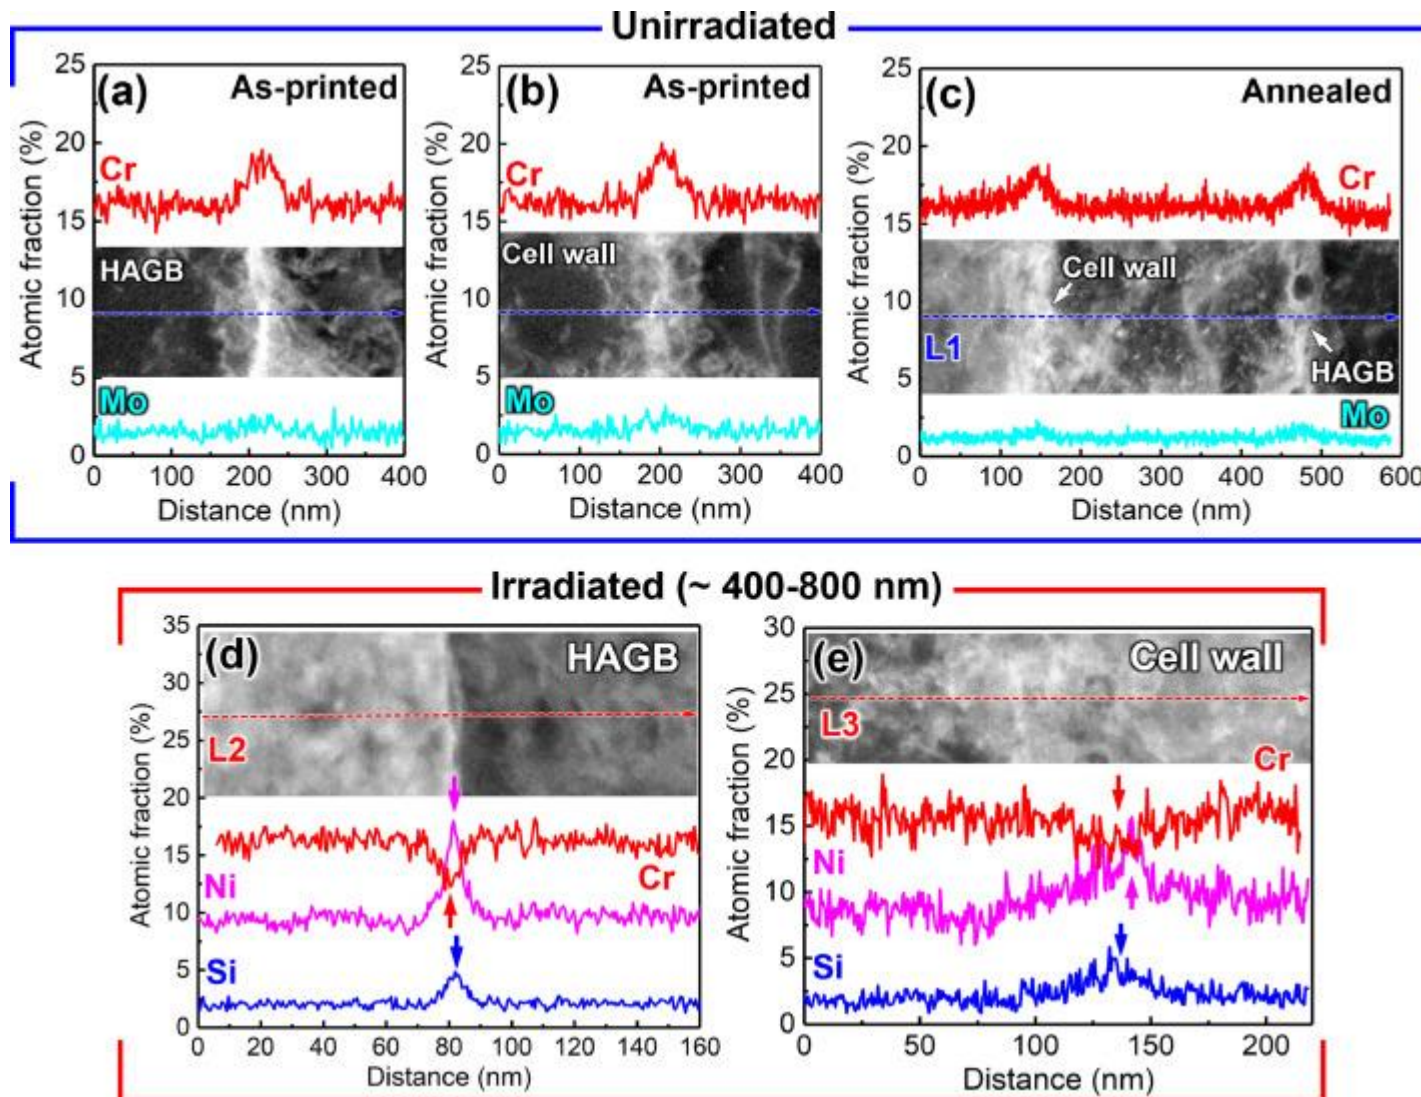 Unirradiated
25
20
15
10
5
0
Atomic fraction (%)
(a)
As-printed
Cr
HAGB
Mo
0 100 200 300 400
Distance (nm)
25
20
15
10
5
0
Atomic fraction (%)
(b)
As-printed
Cr
Cell wall
Mo
0 100 200 300 400
Distance (nm)
25
20
15
10
5
0
Atomic fraction (%)
(c)
Annealed
Cr
Cell wall
L1
HAGB
Mo
0 100 200 300 400 500 600
Distance (nm)
Irradiated (~ 400-800 nm)
35
30
25
20
15
10
5
0
Atomic fraction (%)
(d)
HAGB
L2
Cr
Ni
Si
0 20 40 60 80 100 120 140 160
Distance (nm)
30
25
20
15
10
5
0
Atomic fraction (%)
(e)
Cell wall
L3
Cr
Ni
Si
0 50 100 150 200
Distance (nm)